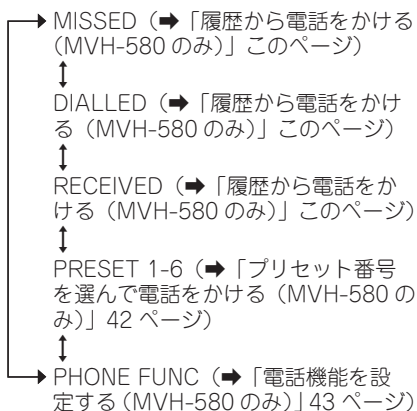 MISSED（➡「履歴から電話をかける
（MVH-580 のみ）」このページ）
DIALLED（➡「履歴から電話をかけ
る（MVH-580 のみ）」このページ）
RECEIVED（➡「履歴から電話をか
ける（MVH-580 のみ）」このページ）
PRESET 1-6（➡「プリセット番号
を選んで電話をかける（MVH-580 の
み）」42 ページ）
PHONE FUNC（➡「電話機能を設
定する（MVH-580 のみ）」43 ページ）